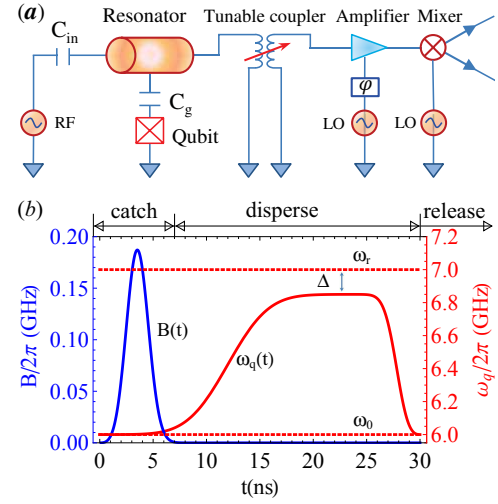 (a)
Resonator
Tunable coupler
Amplifier
Mixer
C_in
C_g
φ
RF
Qubit
LO
LO
(b)
catch
disperse
release
0.20
0.15
0.10
0.05
0.00
B/2π (GHz)
B(t)
ω_q(t)
ω_r
Δ
ω_0
7.2
7.0
6.8
6.6
6.4
6.2
6.0
ω_q/2π (GHz)
0 5 10 15 20 25 30
t(ns)